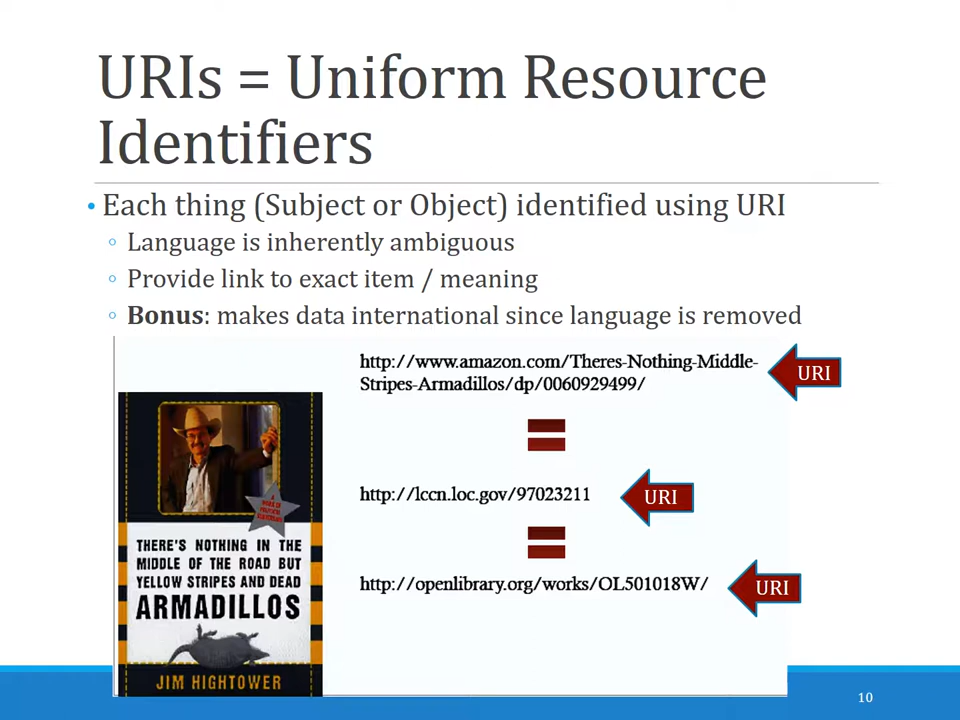 URIs = Uniform Resource
Identifiers
• Each thing (Subject or Object) identified using URI
◦ Language is inherently ambiguous
◦ Provide link to exact item / meaning
◦ Bonus: makes data international since language is removed
http://www.amazon.com/Theres-Nothing-Middle-
Stripes-Armadillos/dp/0060929499/
URI
=
http://lccn.loc.gov/97023211
URI
=
http://openlibrary.org/works/OL501018W/
URI
THERE'S NOTHING IN THE
MIDDLE OF THE ROAD BUT
YELLOW STRIPES AND DEAD
ARMADILLOS
JIM HIGHTOWER
10